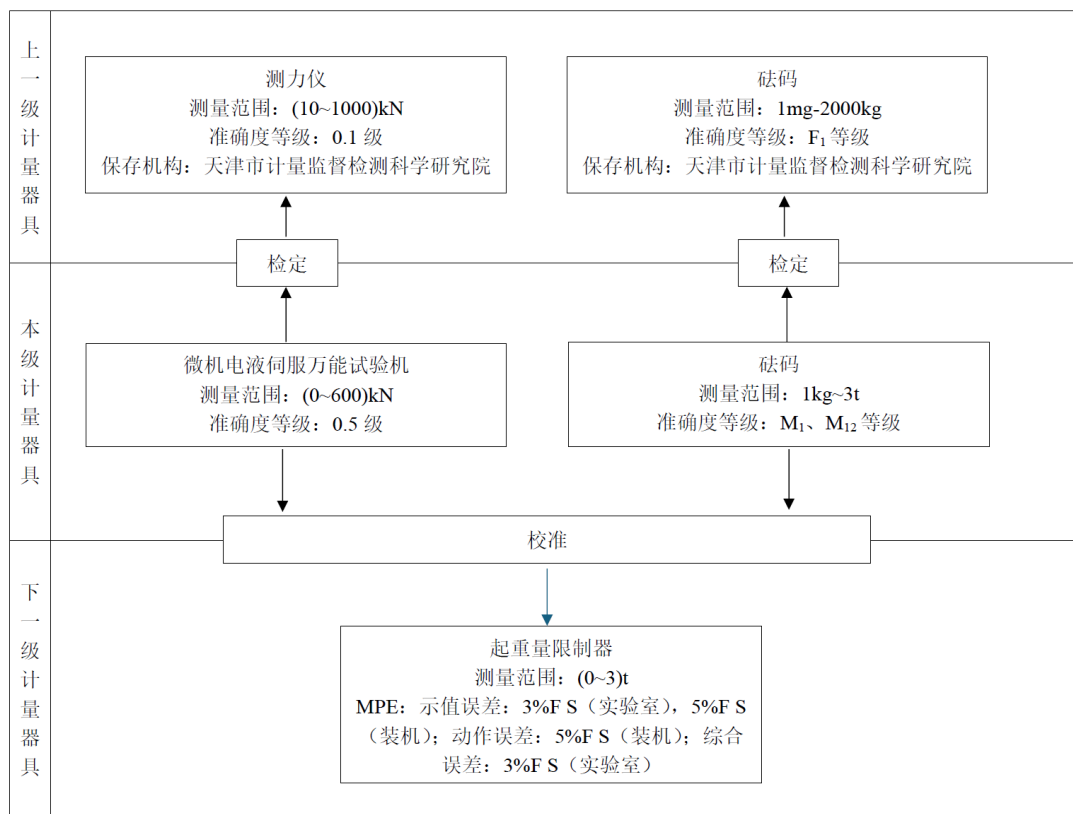 上一级计量器具
测力仪
测量范围：(10~1000)kN
准确度等级：0.1 级
保存机构：天津市计量监督检测科学研究院
砝码
测量范围：1mg-2000kg
准确度等级：F₁ 等级
保存机构：天津市计量监督检测科学研究院
检定
检定
本级计量器具
微机电液伺服万能试验机
测量范围：(0~600)kN
准确度等级：0.5 级
砝码
测量范围：1kg~3t
准确度等级：M₁、M₁₂ 等级
校准
下一级计量器具
起重量限制器
测量范围：(0~3)t
MPE：示值误差：3%F S（实验室），5%F S
（装机）；动作误差：5%F S（装机）；综合
误差：3%F S（实验室）